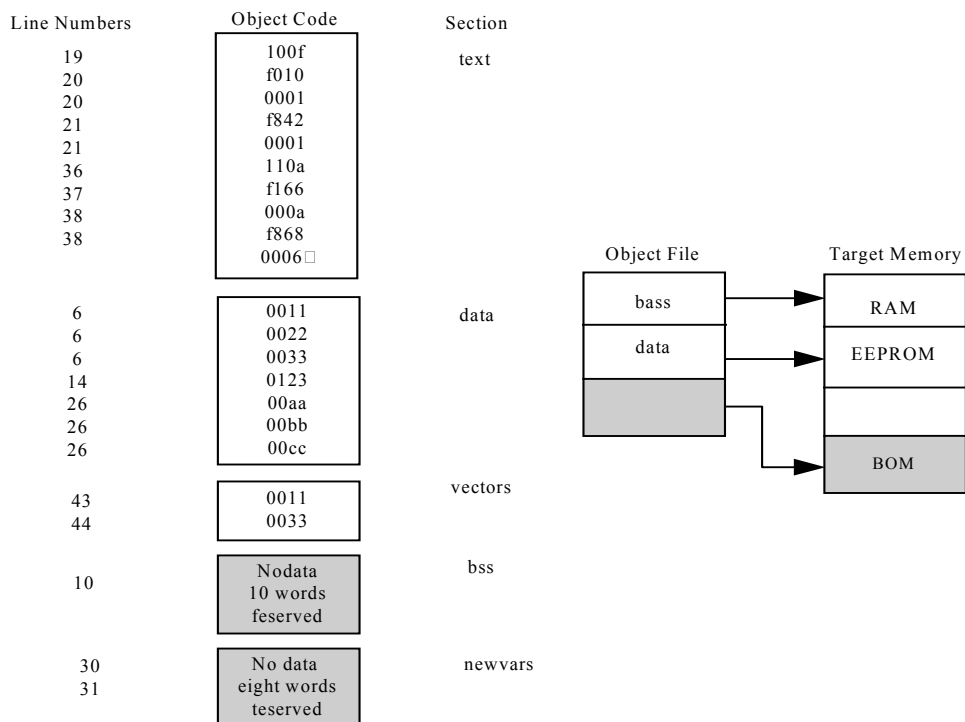 Line Numbers Object Code Section
19 100f text
20 f010
20 0001
21 f842
21 0001
36 110a
37 f166
38 000a
38 f868
0006□
6 0011 data
6 0022
6 0033
14 0123
26 00aa
26 00bb
26 00cc
43 0011 vectors
44 0033
10 Nodata bss
10 words
feserved
30 No data newvars
31 eight words
teserved
Object File Target Memory
bass RAM
data EEPROM
BOM